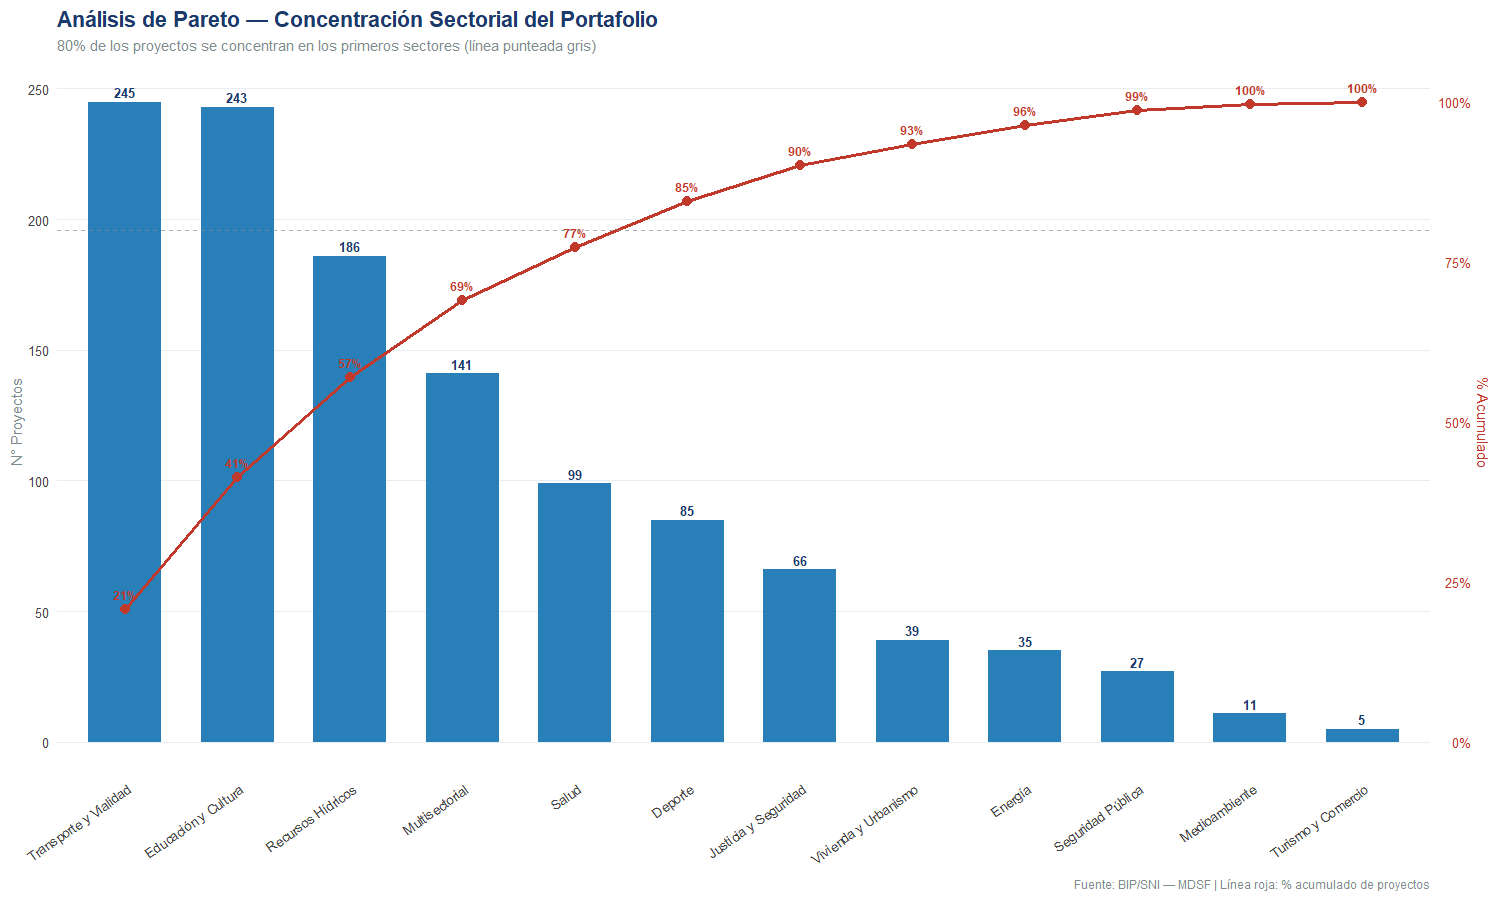 Análisis de Pareto — Concentración Sectorial del Portafolio
80% de los proyectos se concentran en los primeros sectores (línea punteada gris)
N° Proyectos
250
200
150
100
50
0
245
243
186
141
99
85
66
39
35
27
11
5
21%
41%
57%
69%
77%
85%
90%
93%
96%
99%
100%
100%
100%
75%
50%
25%
0%
% Acumulado
Transporte y Vialidad
Educación y Cultura
Recursos Hídricos
Multisectorial
Salud
Deporte
Justicia y Seguridad
Vivienda y Urbanismo
Energía
Seguridad Pública
Medioambiente
Turismo y Comercio
Fuente: BIP/SNI — MDSF | Línea roja: % acumulado de proyectos